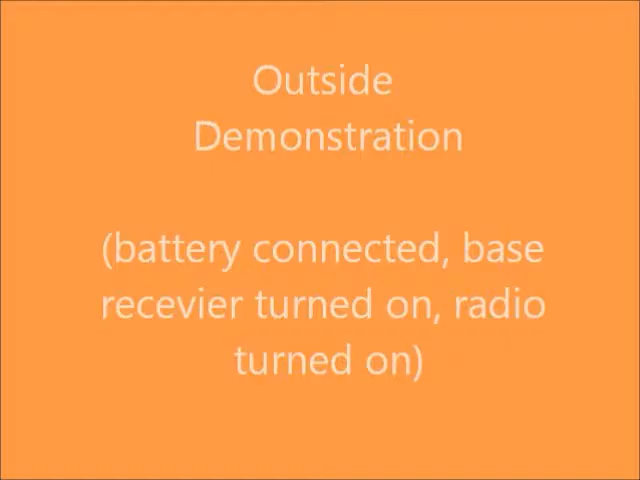 Outside
Demonstration
(battery connected, base
recevier turned on, radio
turned on)